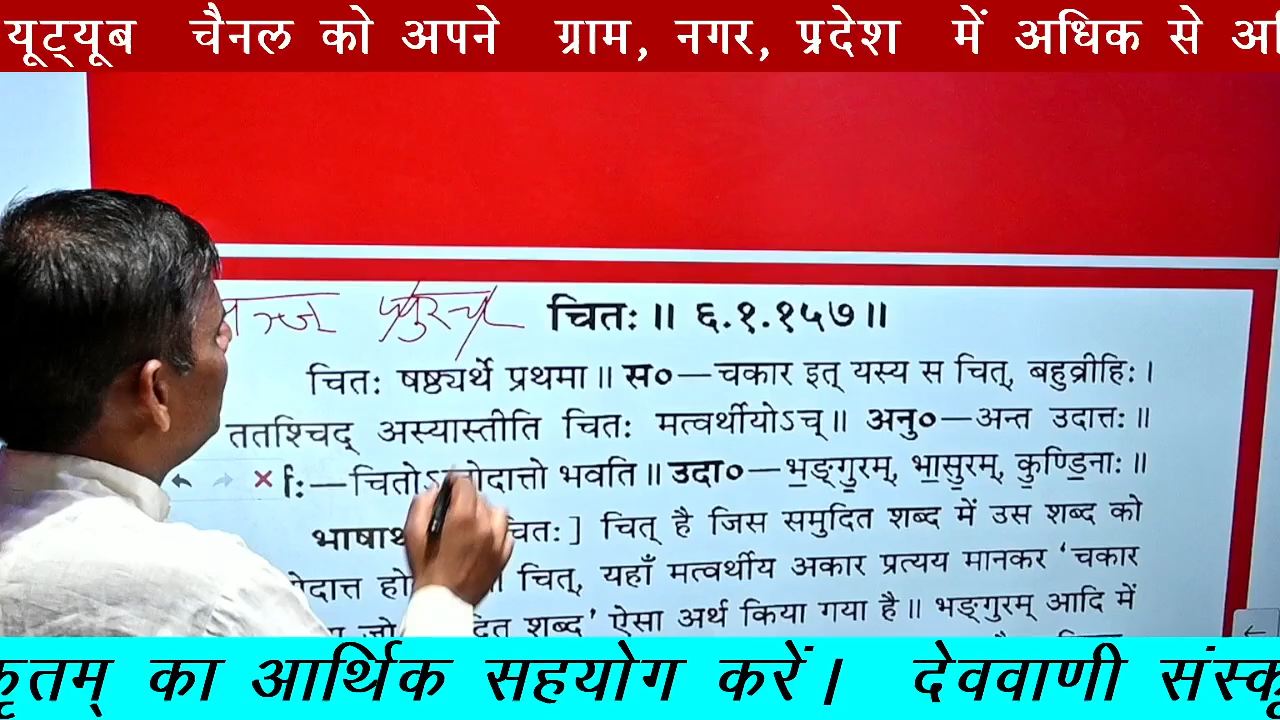 यूट्यूब चैनल को अपने ग्राम, नगर, प्रदेश में अधिक से
चितः॥ ६.१.१५७॥
चितः षष्ठ्यर्थे प्रथमा॥ स०—चकार इत् यस्य स चित्, बहुव्रीहिः।
ततश्चिद् अस्यास्तीति चितः मत्वर्थीयोऽच्॥ अनु०—अन्त उदात्तः॥
—चितोऽ भवति॥ उदा०—भ॒ङ्गु॒रम्, भा॒सु॒रम्, कु॒ण्डि॒नाः॥
चितः] चित् है जिस समुदित शब्द में उस शब्द को
चित्, यहाँ मत्वर्थीय अकार प्रत्यय मानकर 'चकार
शब्द' ऐसा अर्थ किया गया है॥ भङ्गुरम् आदि में
का आर्थिक सहयोग करें। देववाणी